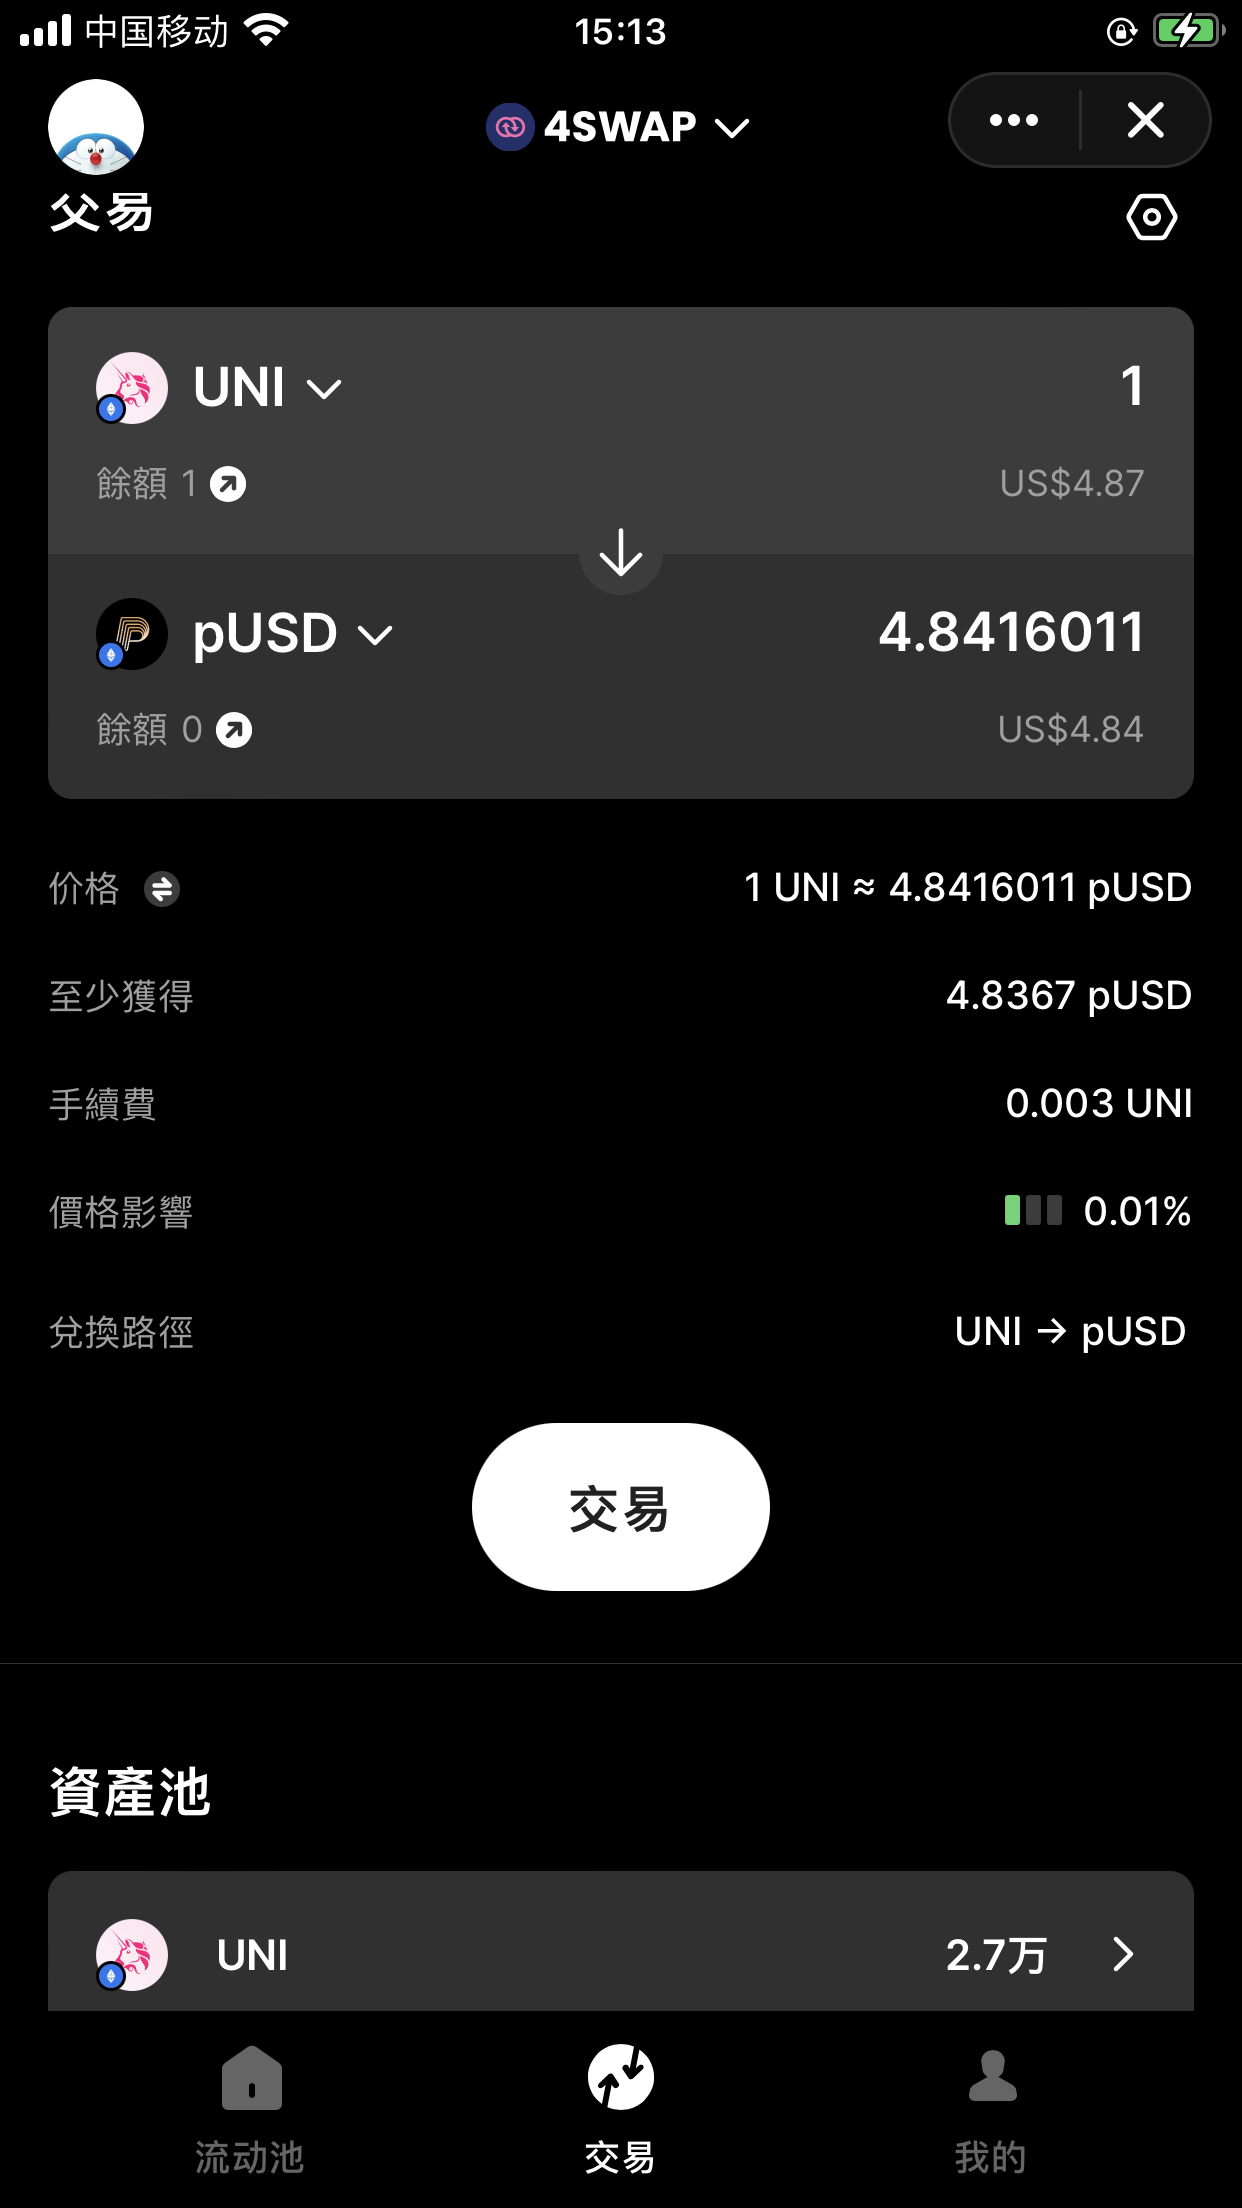 中国移动 15:13
4SWAP
交易
UNI 1
餘額 1 US$4.87
pUSD 4.8416011
餘額 0 US$4.84
价格 1 UNI ≈ 4.8416011 pUSD
至少獲得 4.8367 pUSD
手續費 0.003 UNI
價格影響 0.01%
兌換路徑 UNI → pUSD
交易
資產池
UNI 2.7万
流动池 交易 我的